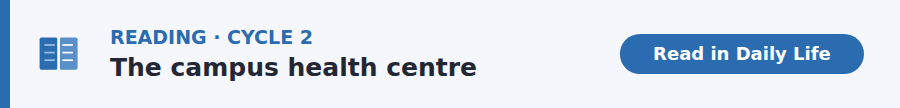 READING · CYCLE 2
The campus health centre
Read in Daily Life